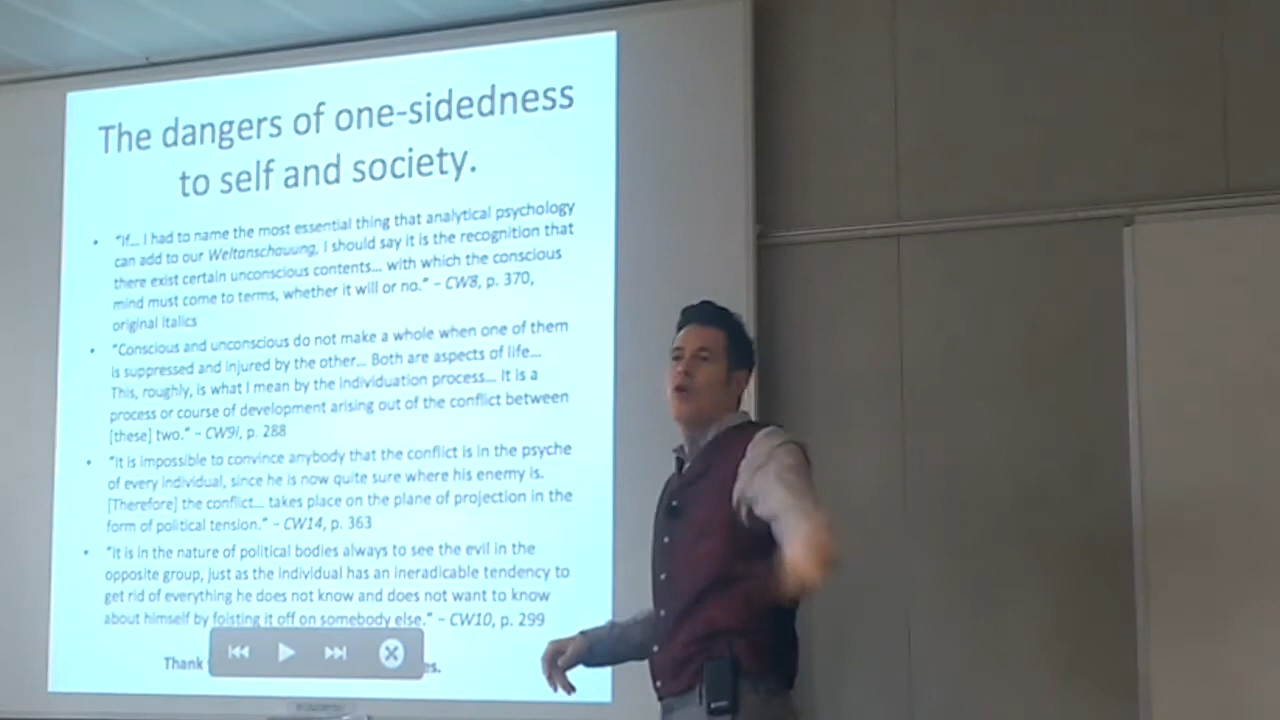 The dangers of one-sidedness
to self and society.
• "If... I had to name the most essential thing that analytical psychology
can add to our Weltanschauung, I should say it is the recognition that
there exist certain unconscious contents... with which the conscious
mind must come to terms, whether it will or no." – CW8, p. 370,
original italics
• "Conscious and unconscious do not make a whole when one of them
is suppressed and injured by the other... Both are aspects of life...
This, roughly, is what I mean by the individuation process... It is a
process or course of development arising out of the conflict between
[these] two." – CW9i, p. 288
• "It is impossible to convince anybody that the conflict is in the psyche
of every individual, since he is now quite sure where his enemy is.
[Therefore] the conflict... takes place on the plane of projection in the
form of political tension." – CW14, p. 363
• "It is in the nature of political bodies always to see the evil in the
opposite group, just as the individual has an ineradicable tendency to
get rid of everything he does not know and does not want to know
about himself by foisting it off on somebody else." – CW10, p. 299
Thank